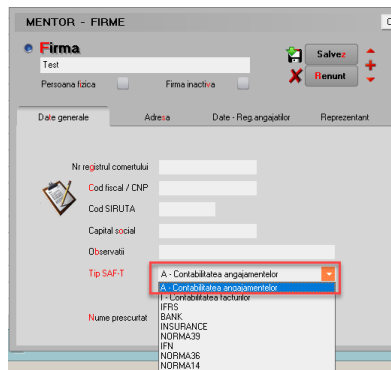 MENTOR - FIRME
C
Firma
Test
Salvez
Renunt
Persoana fizica
Firma inactiva
Date generale
Adresa
Date - Reg.angajatilor
Reprezentant
Nr registrul comertului
Cod fiscal / CNP
Cod SIRUTA
Capital social
Observatii
Tip SAF-T
A - Contabilitatea angajamentelor
A - Contabilitatea angajamentelor
I - Contabilitatea facturilor
IFRS
BANK
Nume prescurtat
INSURANCE
NORMA39
IFN
NORMA36
NORMA14